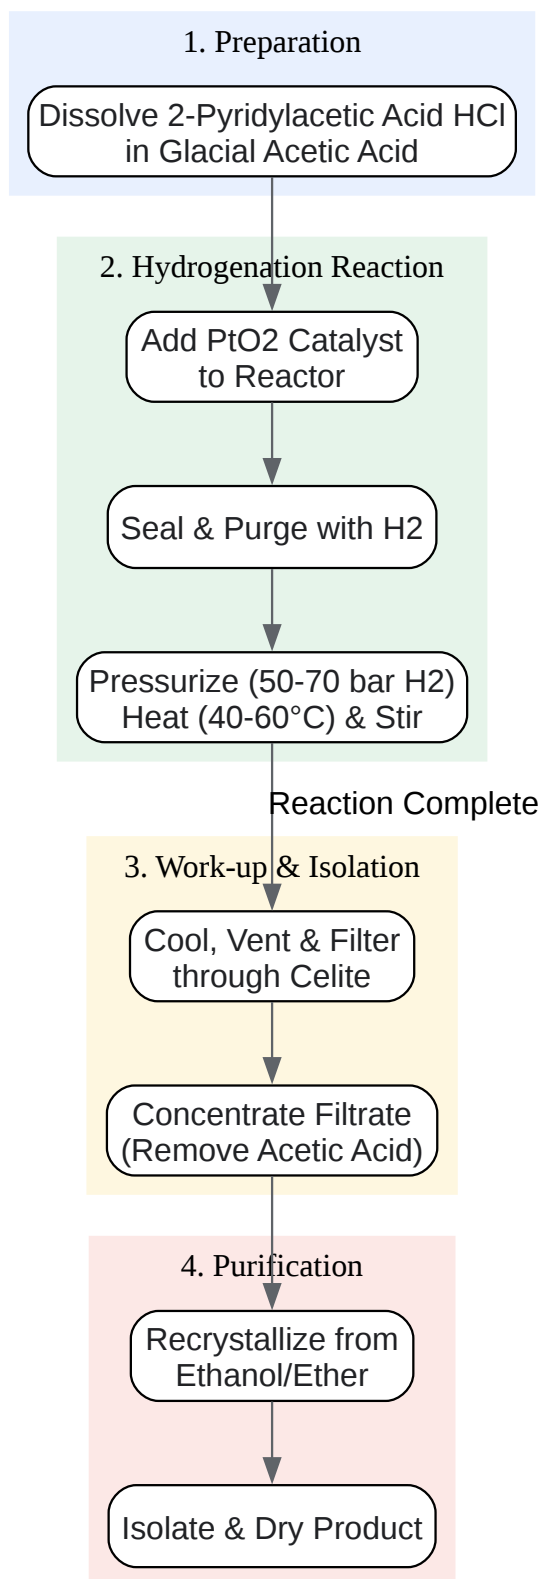 1. Preparation
Dissolve 2-Pyridylacetic Acid HCl
in Glacial Acetic Acid
2. Hydrogenation Reaction
Add PtO2 Catalyst
to Reactor
Seal & Purge with H2
Pressurize (50-70 bar H2)
Heat (40-60°C) & Stir
Reaction Complete
3. Work-up & Isolation
Cool, Vent & Filter
through Celite
Concentrate Filtrate
(Remove Acetic Acid)
4. Purification
Recrystallize from
Ethanol/Ether
Isolate & Dry Product